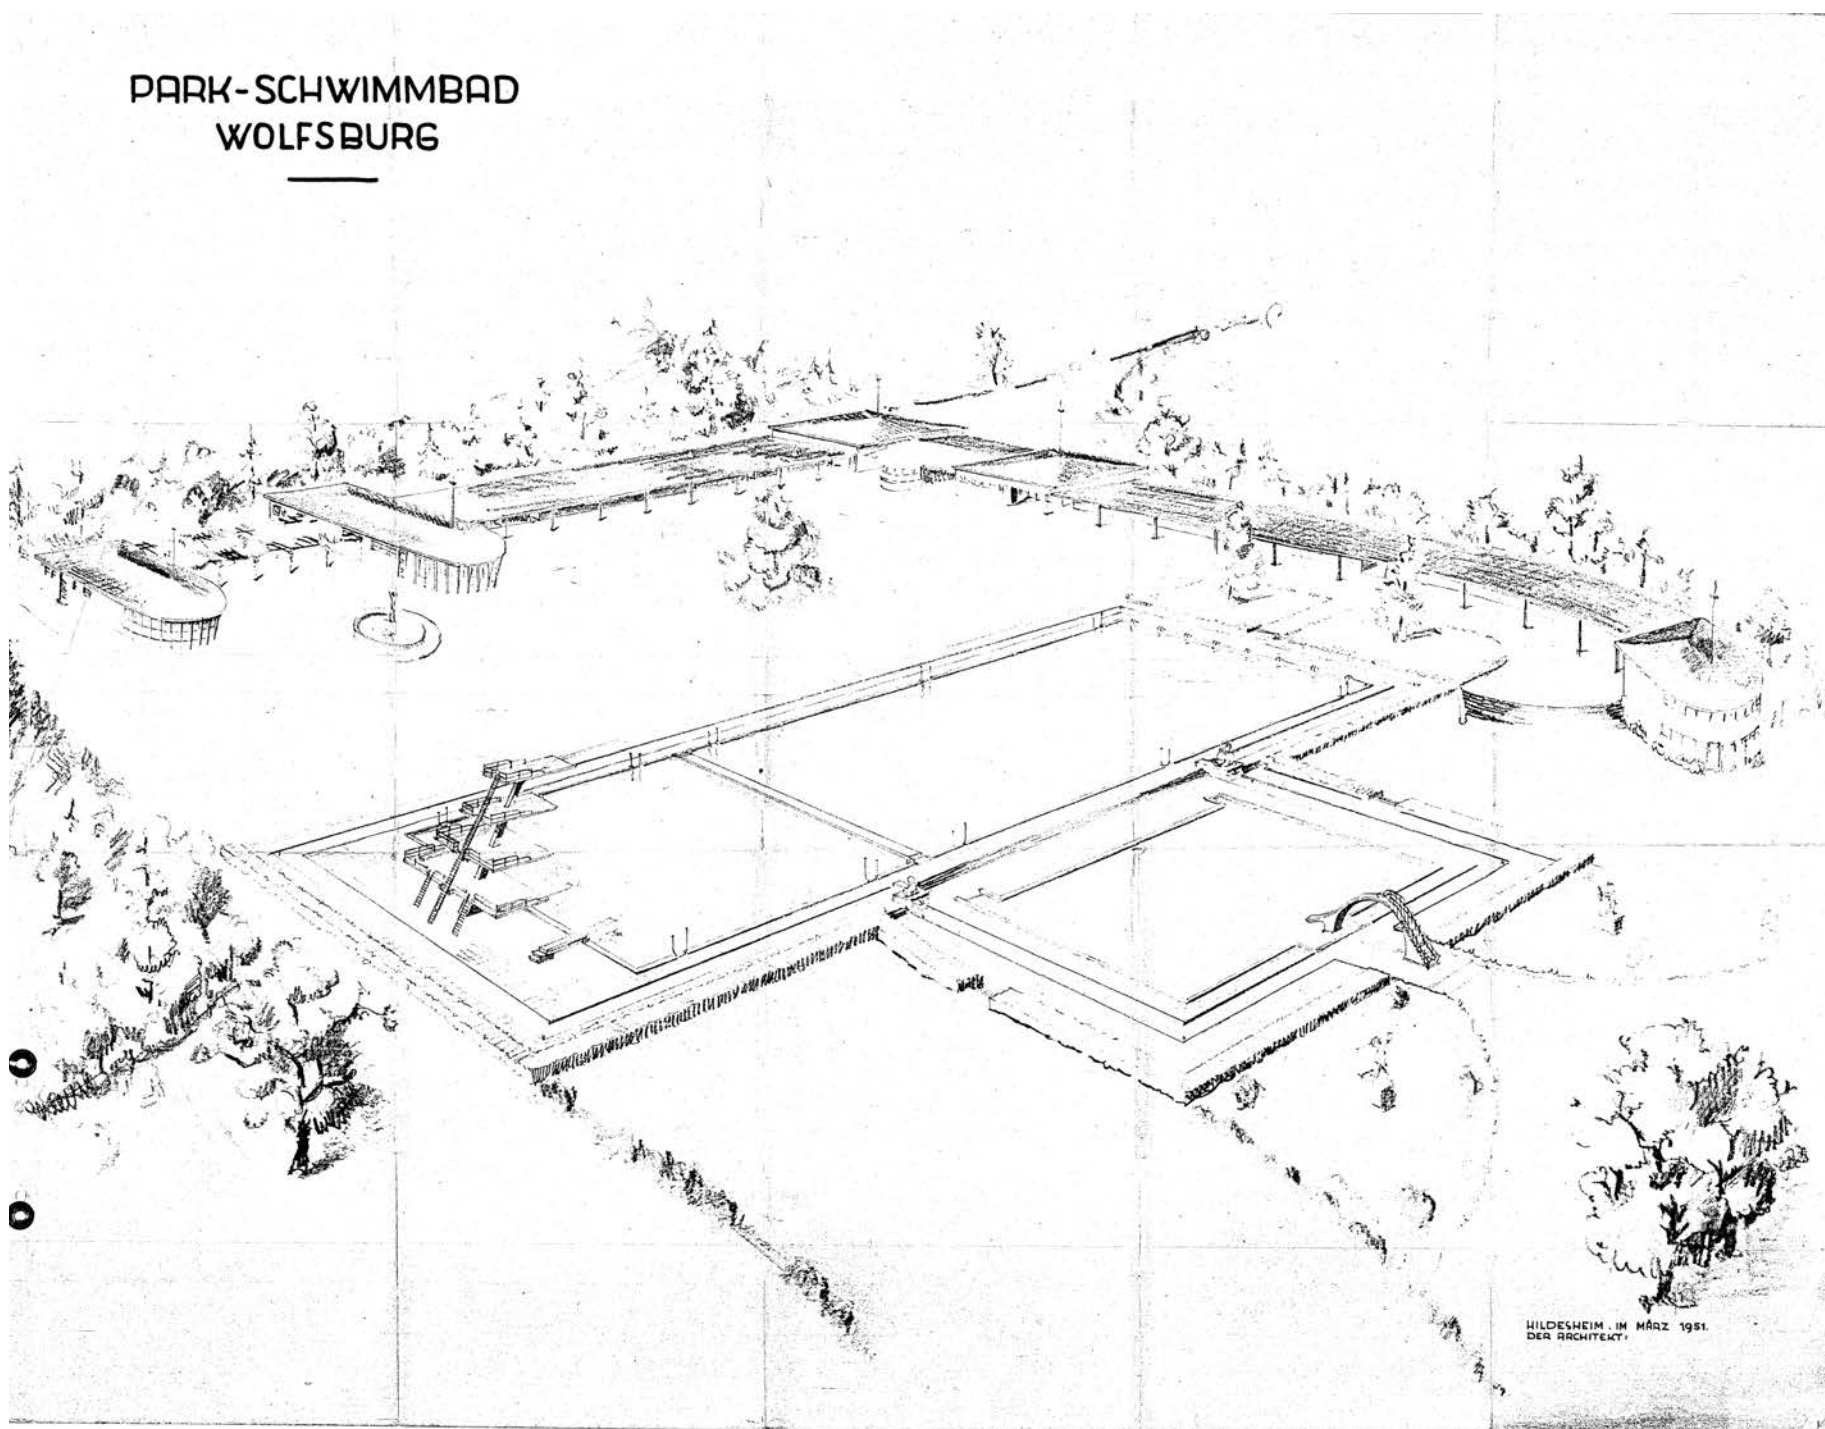 PARK-SCHWIMMBAD
WOLFSBURG
HILDESHEIM. IM MÄRZ 1951.
DER ARCHITEKT: